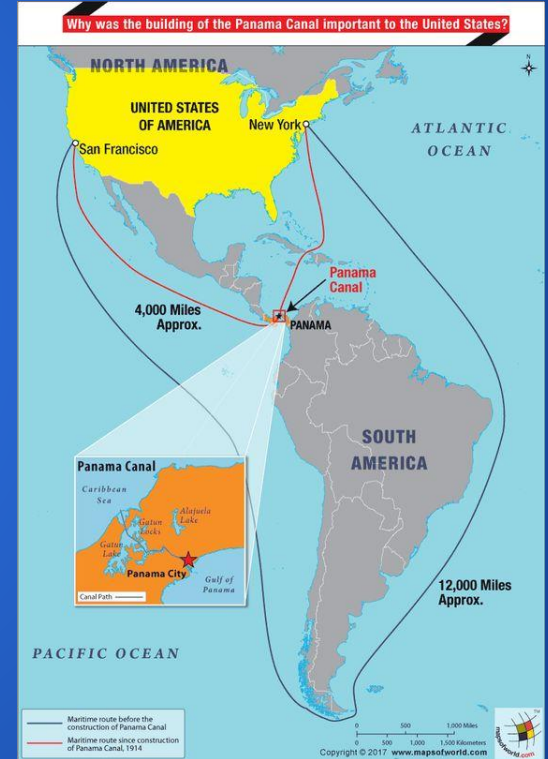 Why was the building of the Panama Canal important to the United States?
N
NORTH AMERICA
UNITED STATES
OF AMERICA
New York
San Francisco
ATLANTIC
OCEAN
Panama
Canal
4,000 Miles
Approx.
PANAMA
SOUTH
AMERICA
Panama Canal
Caribbean
Sea
Alajuela
Lake
Gatun
Locks
Gatun
Lake
Panama City
Gulf of
Panama
Canal Path
12,000 Miles
Approx.
PACIFIC OCEAN
Maritime route before the
construction of Panama Canal
Maritime route since construction
of Panama Canal, 1914
0 500 1,000 Miles
0 500 1,000 1,500 Kilometers
Copyright © 2017 www.mapsofworld.com
mapsofworld.com
TM